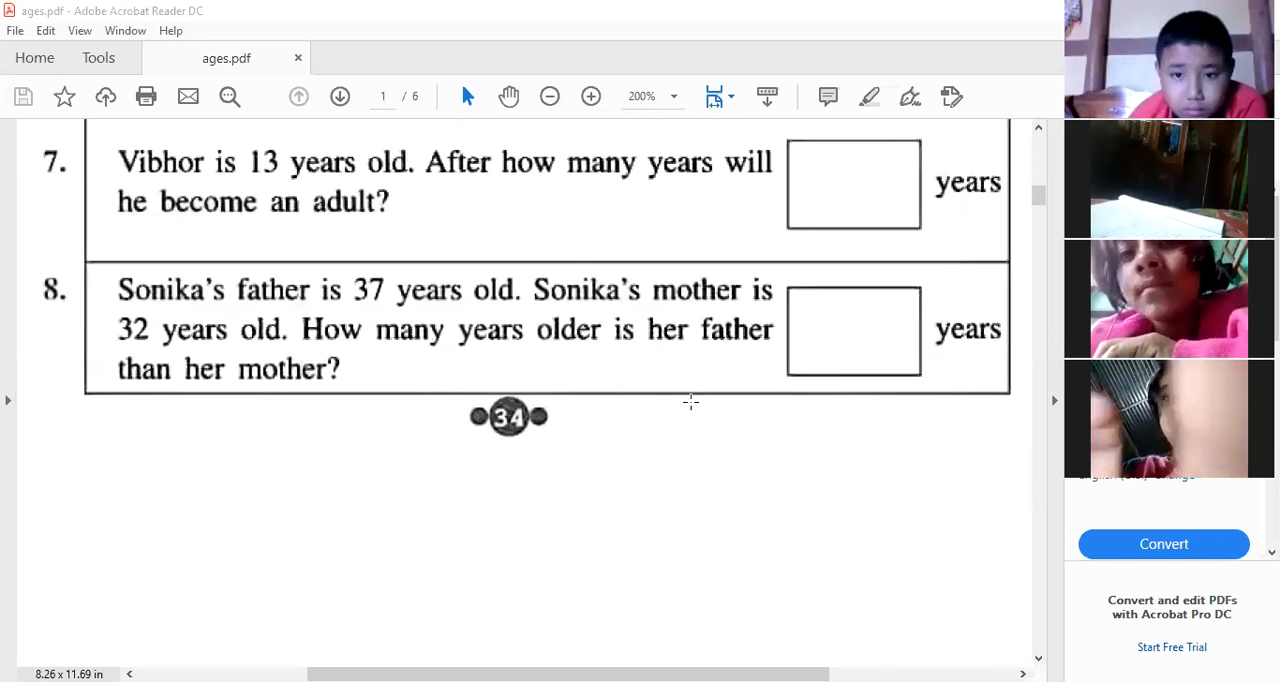 ages.pdf - Adobe Acrobat Reader DC
File Edit View Window Help
Home Tools ages.pdf ×
1 / 6 200%
7. Vibhor is 13 years old. After how many years will
he become an adult?
years
8. Sonika's father is 37 years old. Sonika's mother is
32 years old. How many years older is her father
than her mother?
years
34
Convert
Convert and edit PDFs
with Acrobat Pro DC
Start Free Trial
8.26 x 11.69 in